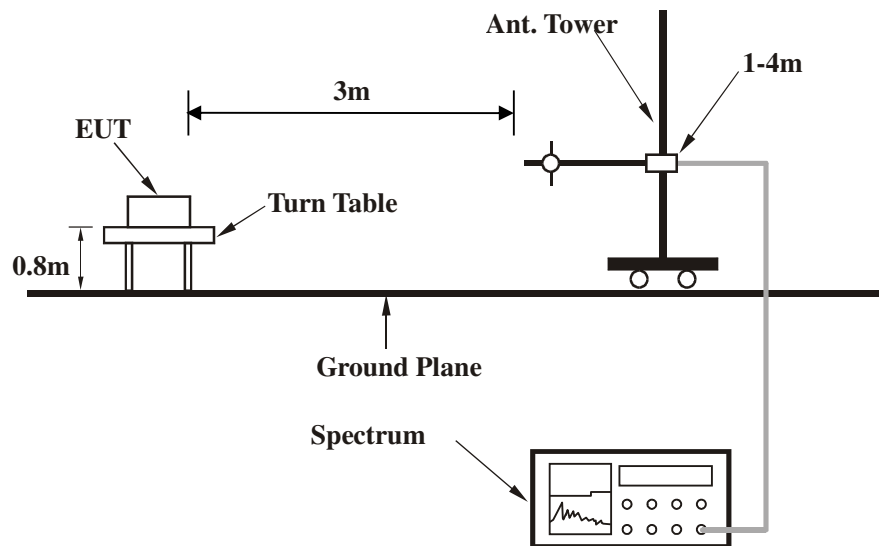 Ant. Tower
1-4m
3m
EUT
Turn Table
0.8m
Ground Plane
Spectrum